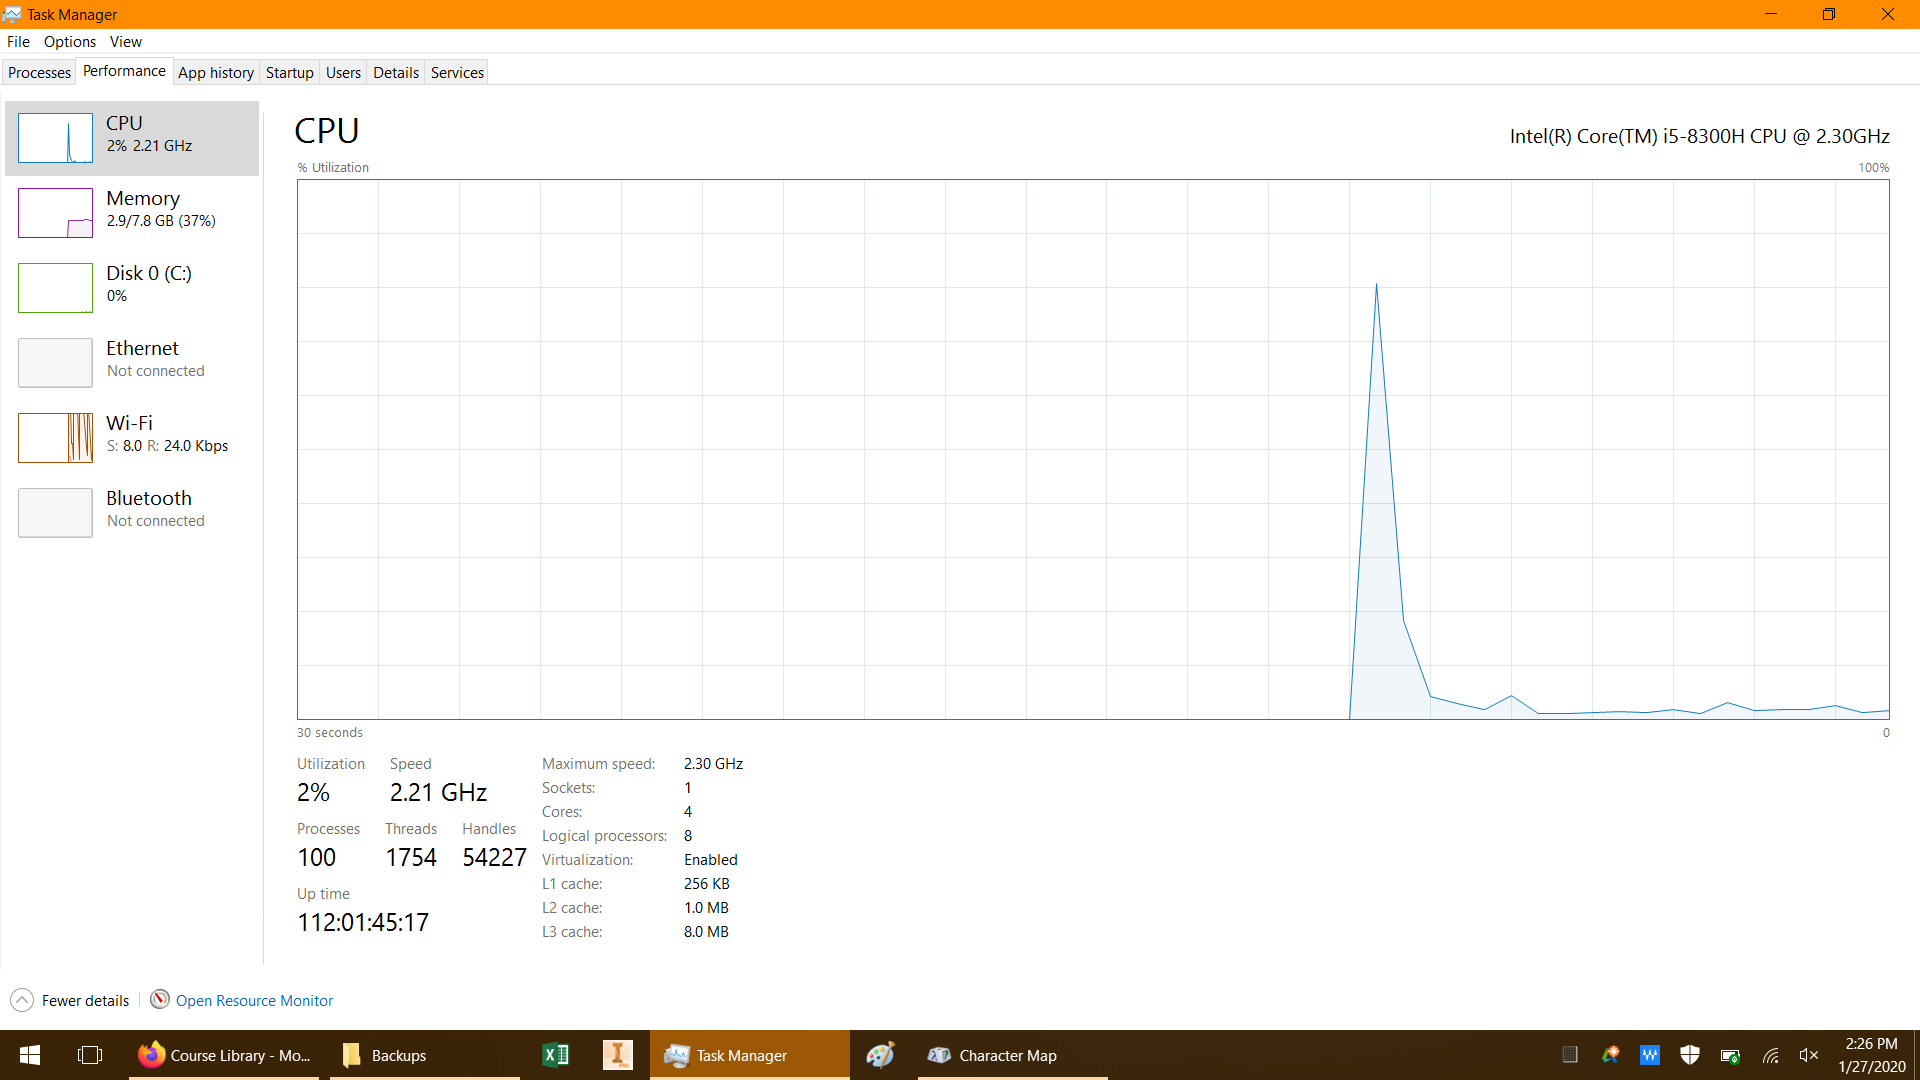 Task Manager
File Options View
Processes Performance App history Startup Users Details Services
CPU
2% 2.21 GHz
Memory
2.9/7.8 GB (37%)
Disk 0 (C:)
0%
Ethernet
Not connected
Wi-Fi
S: 8.0 R: 24.0 Kbps
Bluetooth
Not connected
CPU
Intel(R) Core(TM) i5-8300H CPU @ 2.30GHz
% Utilization 100%
30 seconds 0
Utilization Speed
2% 2.21 GHz
Processes Threads Handles
100 1754 54227
Up time
112:01:45:17
Maximum speed: 2.30 GHz
Sockets: 1
Cores: 4
Logical processors: 8
Virtualization: Enabled
L1 cache: 256 KB
L2 cache: 1.0 MB
L3 cache: 8.0 MB
Fewer details Open Resource Monitor
Course Library - Mo... Backups Task Manager Character Map
2:26 PM
1/27/2020